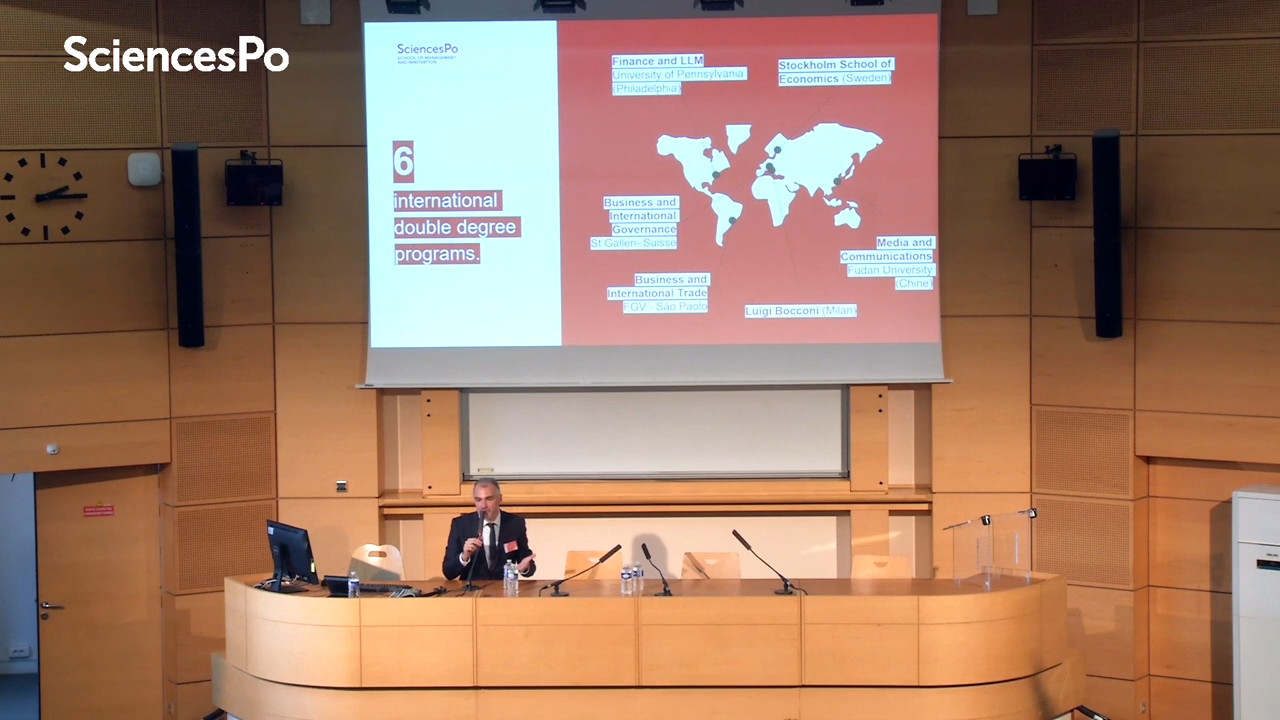 SciencesPo
SciencesPo
SCHOOL OF MANAGEMENT
AND INNOVATION
6
international
double degree
programs.
Finance and LLM
University of Pennsylvania
(Philadelphia)
Stockholm School of
Economics (Sweden)
Business and
International
Governance
St Gallen- Suisse
Business and
International Trade
FGV - Sao Paolo
Luigi Bocconi (Milan)
Media and
Communications
Fudan University
(Chine)